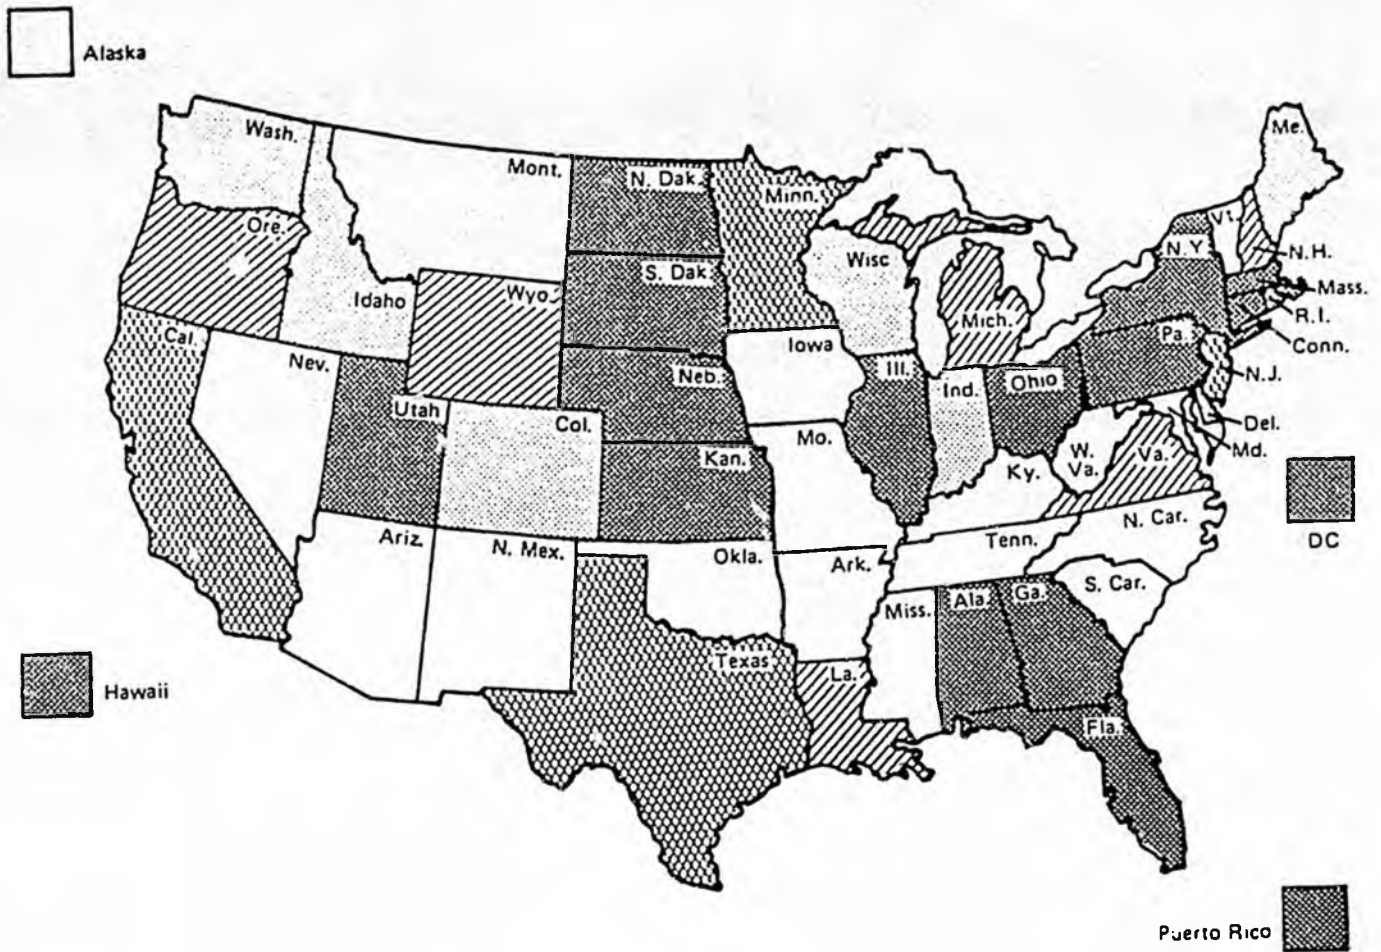 Alaska
Wash.
Mont.
N. Dak.
Minn.
Me.
Ore.
Idaho
Wyo.
S. Dak.
Wisc
Mich.
N.Y
Vt.
N.H.
Mass.
R.I.
Conn.
Cal.
Nev.
Utah
Col.
Neb.
Iowa
Ill.
Ind.
Ohio
Pa.
N.J.
Del.
Md.
Kan.
Mo.
Ky.
W.
Va.
Va.
DC
Ariz.
N. Mex.
Okla.
Ark.
Tenn.
N. Car.
S. Car.
Miss.
Ala.
Ga.
Hawaii
Texas
La.
Fla.
Puerto Rico